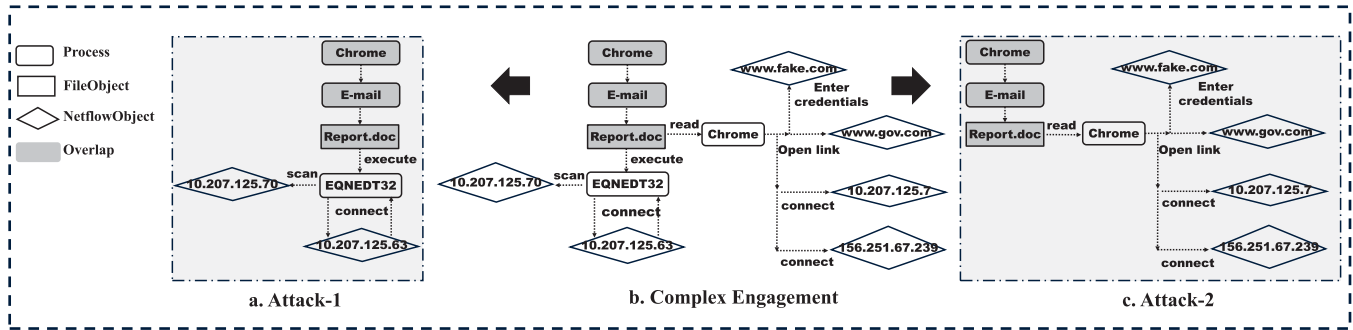 Process
FileObject
NetflowObject
Overlap
Chrome
E-mail
Report.doc
execute
10.207.125.70
scan
EQNEDT32
connect
10.207.125.63
a. Attack-1
Chrome
E-mail
Report.doc
read
Chrome
www.fake.com
Enter
credentials
www.gov.com
Open link
execute
10.207.125.70
scan
EQNEDT32
connect
10.207.125.63
10.207.125.7
connect
156.251.67.239
connect
b. Complex Engagement
Chrome
E-mail
Report.doc
read
Chrome
www.fake.com
Enter
credentials
www.gov.com
Open link
10.207.125.7
connect
156.251.67.239
connect
c. Attack-2